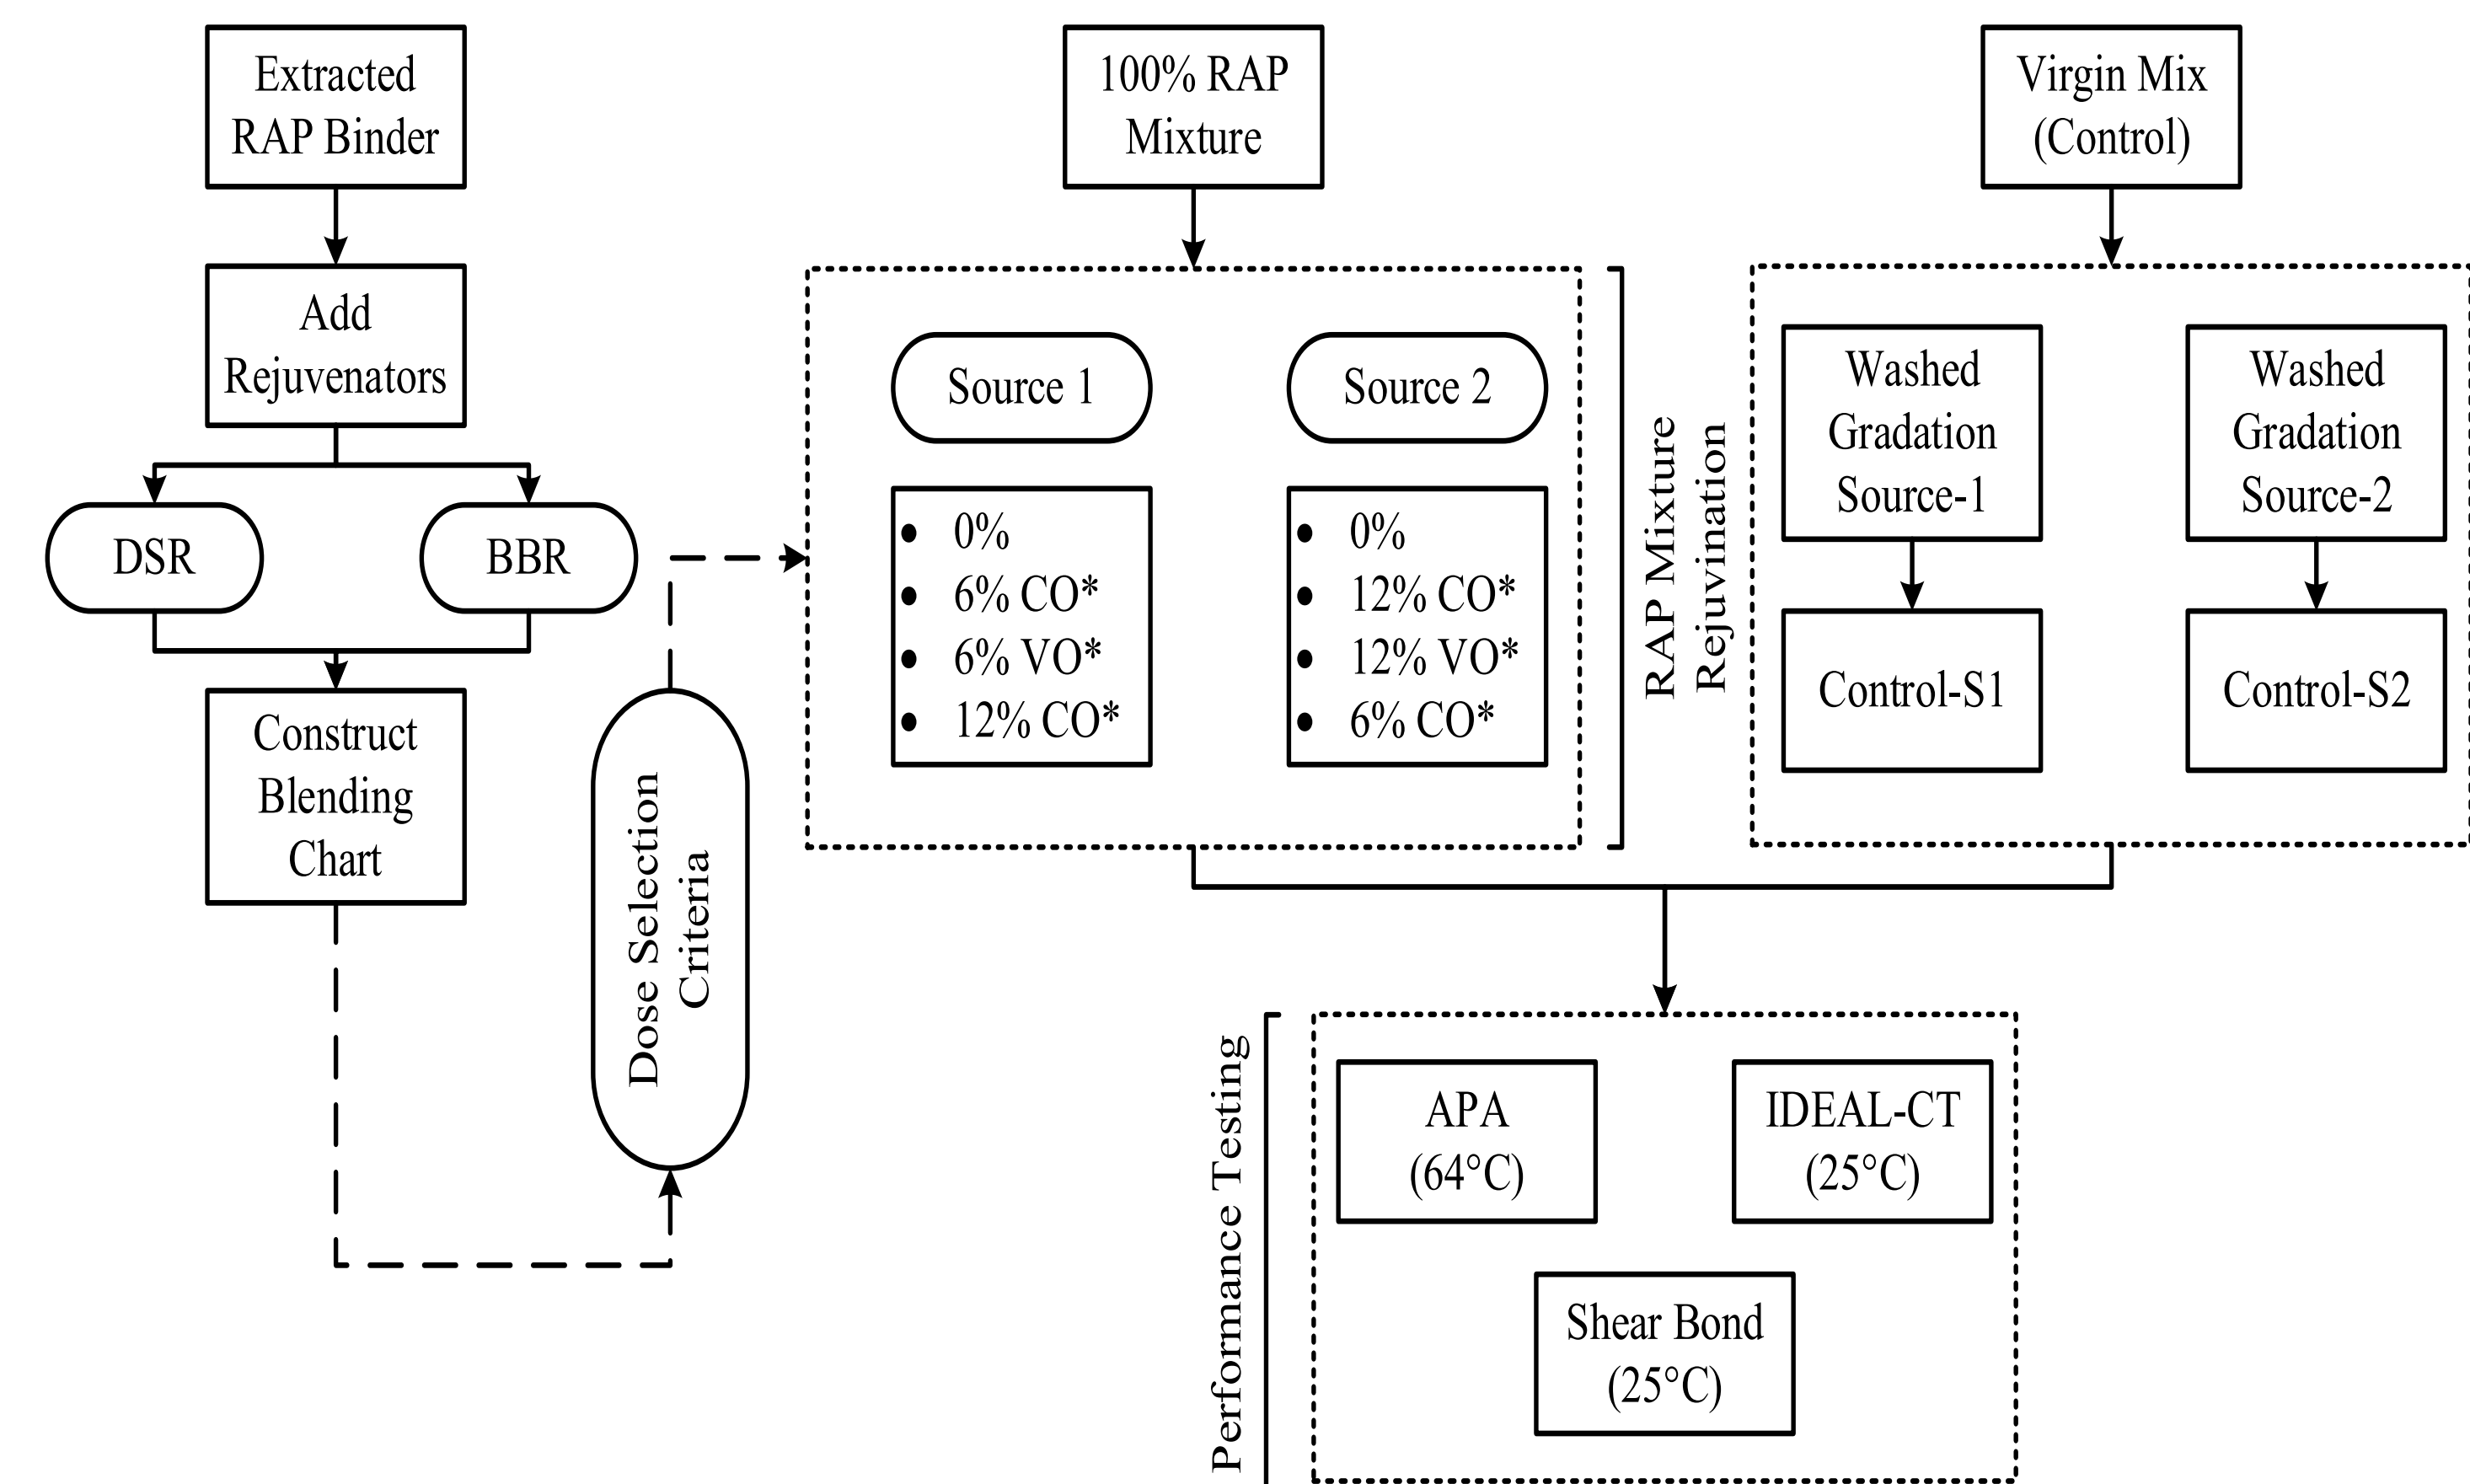 Extracted
RAP Binder
Add
Rejuvenators
DSR
BBR
Construct
Blending
Chart
Dose Selection
Criteria
100% RAP
Mixture
Source 1
Source 2
• 0%
• 6% CO*
• 6% VO*
• 12% CO*
• 0%
• 12% CO*
• 12% VO*
• 6% CO*
RAP Mixture
Rejuvination
Virgin Mix
(Control)
Washed
Gradation
Source-1
Washed
Gradation
Source-2
Control-S1
Control-S2
Performance Testing
APA
(64°C)
IDEAL-CT
(25°C)
Shear Bond
(25°C)